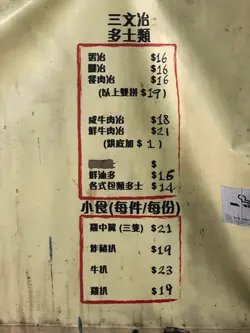 三文治
多士類
蛋治 $16
腿治 $16
餐肉治 $16
(以上雙拼 $19)
咸牛肉治 $18
鮮牛肉治 $21
(烘底加 $1)
$
鮮油多 $15
各式包類多士 $14
小食(每件/每份)
雞中翼(三隻) $21
炸豬扒 $19
牛扒 $23
雞扒 $19